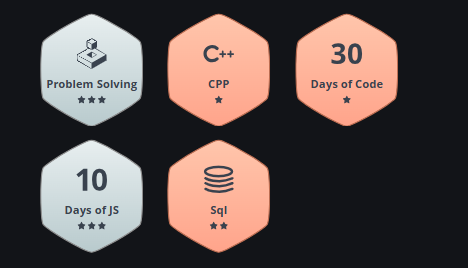 Problem Solving
C++
CPP
30
Days of Code
10
Days of JS
Sql